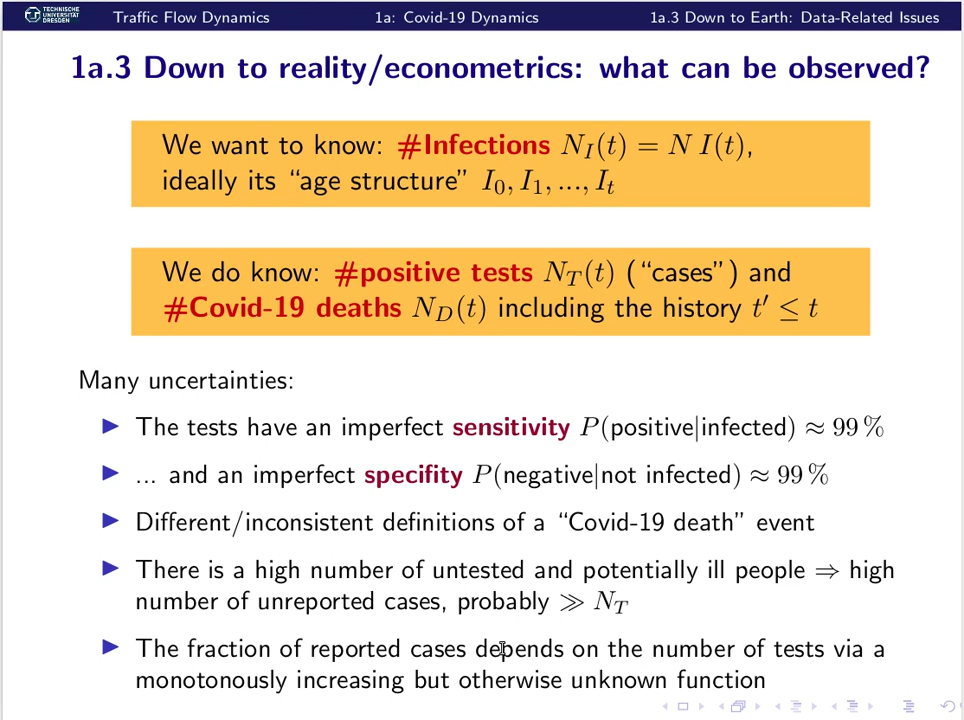 TECHNISCHE
UNIVERSITÄT
DRESDEN
Traffic Flow Dynamics 1a: Covid-19 Dynamics 1a.3 Down to Earth: Data-Related Issues
1a.3 Down to reality/econometrics: what can be observed?
We want to know: #Infections N_I(t) = N I(t),
ideally its “age structure” I_0, I_1, ..., I_t
We do know: #positive tests N_T(t) (“cases”) and
#Covid-19 deaths N_D(t) including the history t′ ≤ t
Many uncertainties:
▶ The tests have an imperfect sensitivity P(positive|infected) ≈ 99 %
▶ ... and an imperfect specifity P(negative|not infected) ≈ 99 %
▶ Different/inconsistent definitions of a “Covid-19 death” event
▶ There is a high number of untested and potentially ill people ⇒ high
number of unreported cases, probably ≫ N_T
▶ The fraction of reported cases depends on the number of tests via a
monotonously increasing but otherwise unknown function